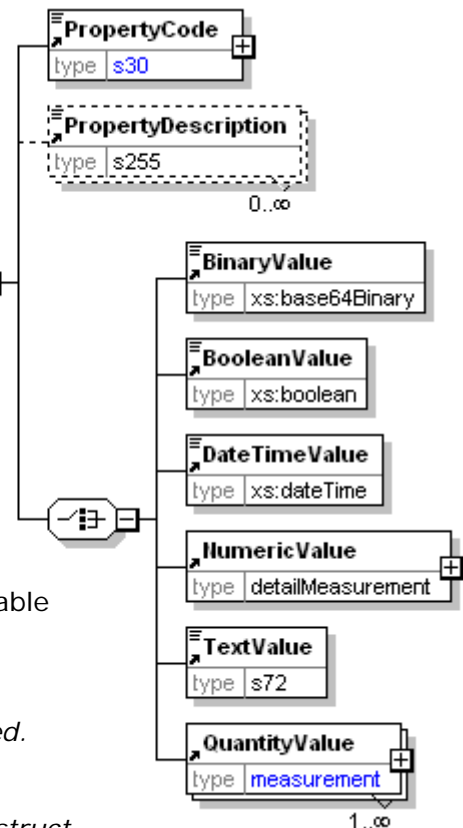 PropertyCode
type s30
PropertyDescription
type s255
0..∞
BinaryValue
type xs:base64Binary
BooleanValue
type xs:boolean
DateTimeValue
type xs:dateTime
NumericValue
type detailMeasurement
able
TextValue
type s72
ed.
QuantityValue
type measurement
1..∞
struct